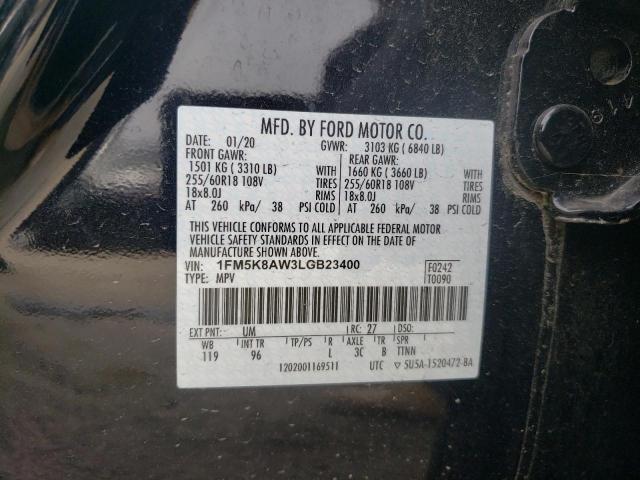 MFD. BY FORD MOTOR CO.
DATE: 01/20 GVWR: 3103 KG ( 6840 LB)
FRONT GAWR: REAR GAWR:
1501 KG ( 3310 LB) WITH 1660 KG ( 3660 LB) WITH
255/60R18 108V TIRES 255/60R18 108V TIRES
18x8.0J RIMS 18x8.0J RIMS
AT 260 kPa/ 38 PSI COLD AT 260 kPa/ 38 PSI COLD
THIS VEHICLE CONFORMS TO ALL APPLICABLE FEDERAL MOTOR
VEHICLE SAFETY STANDARDS IN EFFECT ON THE DATE OF
MANUFACTURE SHOWN ABOVE.
VIN: 1FM5K8AW3LGB23400 F0242
TYPE: MPV T0090
EXT PNT: UM RC: 27 DSO:
WB INT TR TP/PS R AXLE TR SPR
119 96 L 3C B TTNN
1202001169511 UTC ▽ 5U5A-1520472-BA
A16